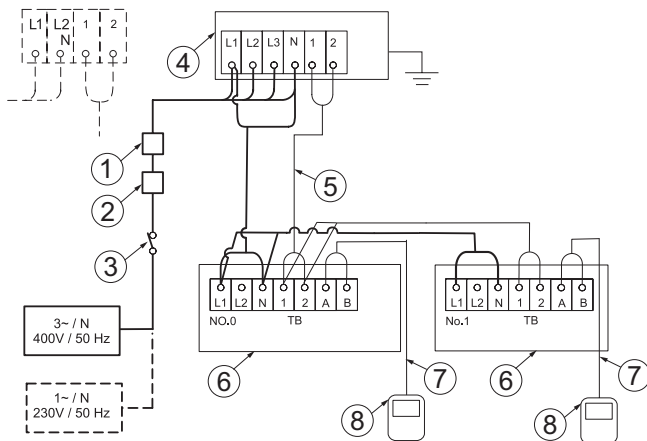 L1 L2 1 2
N
L1 L2 L3 N 1 2
4
1
2
3
5
L1 L2 N 1 2 A B
NO.0 TB
L1 L2 N 1 2 A B
No.1 TB
3~ / N
400V / 50 Hz
1~ / N
230V / 50 Hz
6
7
8
6
7
8